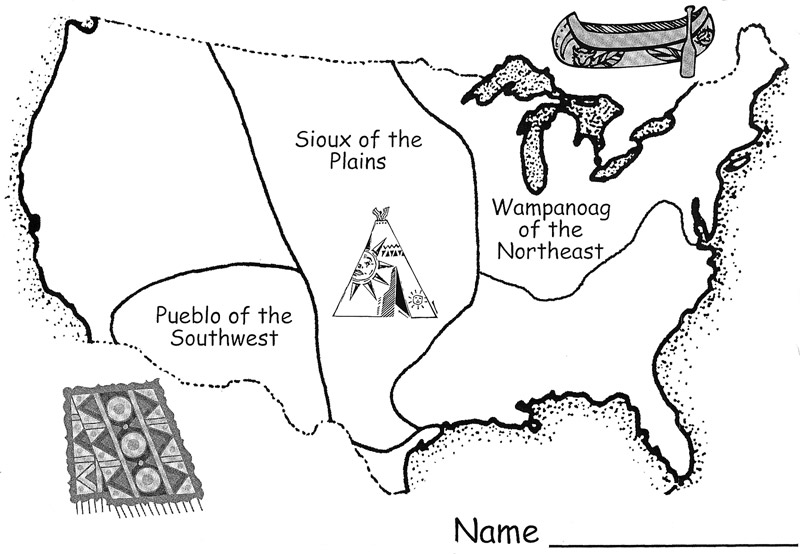 Sioux of the
Plains
Wampanoag
of the
Northeast
Pueblo of the
Southwest
Name